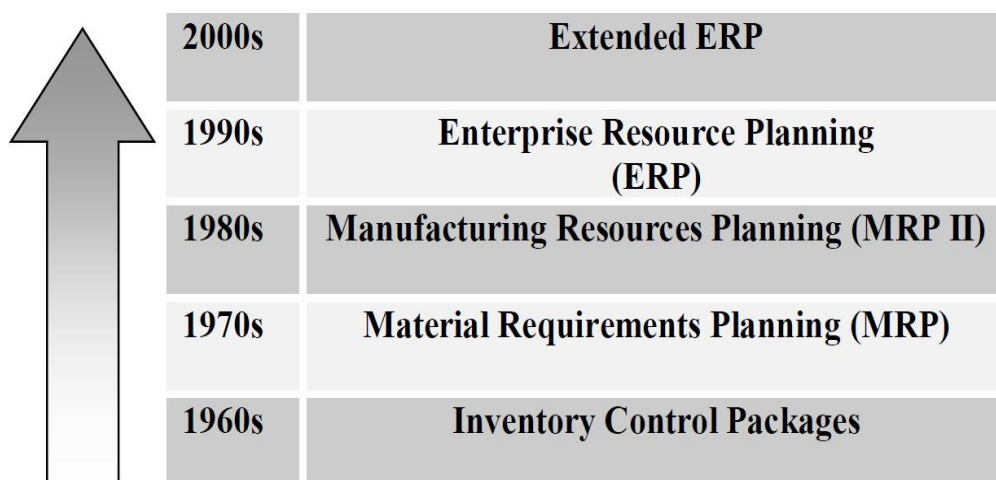 2000s Extended ERP
1990s Enterprise Resource Planning
(ERP)
1980s Manufacturing Resources Planning (MRP II)
1970s Material Requirements Planning (MRP)
1960s Inventory Control Packages